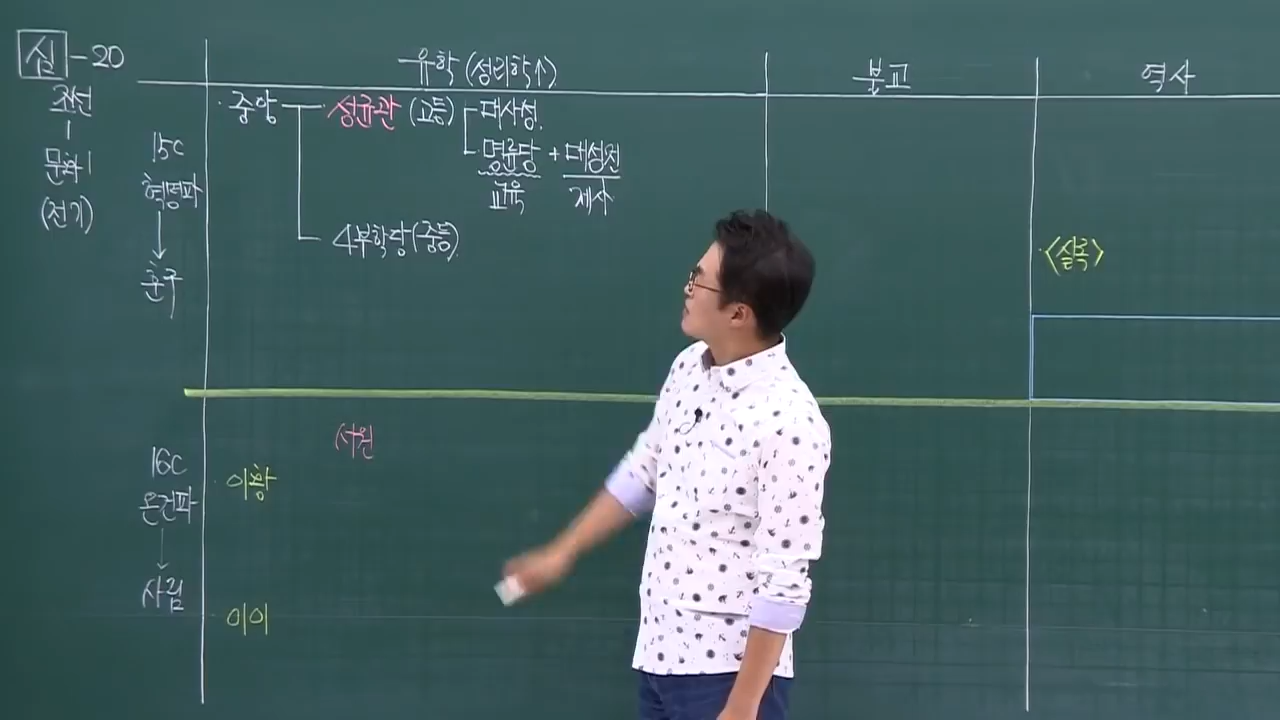 심-20
조선
문화1
(전기)
15C
혁명파
훈구
16C
온건파
사림
유학(성리학↑)
불교
역사
·중앙 성균관 (고등) 대사성.
명륜당 + 대성전
교육 제사
4부학당(중등).
·<실록>
서원
·이황
·이이